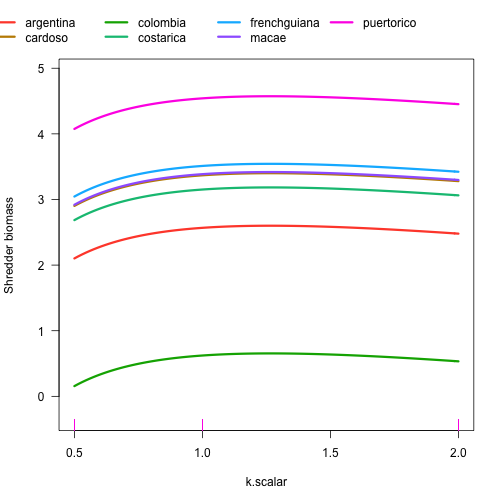 argentina colombia frenchguiana puertorico
cardoso costarica macae
5
4
3
2
1
0
Shredder biomass
0.5 1.0 1.5 2.0
k.scalar